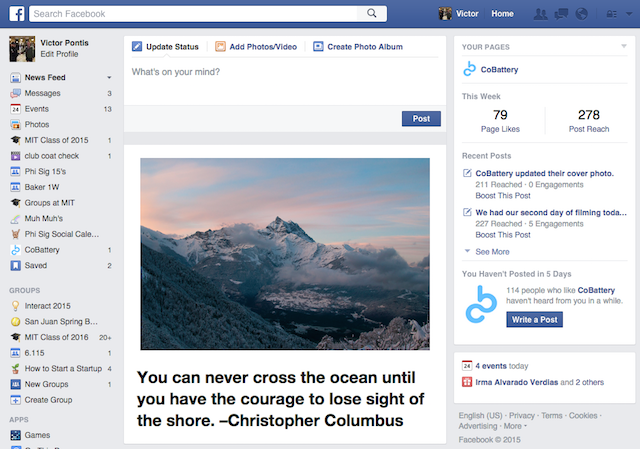 f
Search Facebook
Victor
Home
Victor Pontis
Edit Profile
News Feed
Messages 3
24 Events 13
Photos
MIT Class of 2015 1
club coat check 1
Phi Sig 15's
Baker 1W
Groups at MIT
Muh Muh's
Phi Sig Social Cale...
CoBattery 1
Saved 2
GROUPS
Interact 2015
San Juan Spring B...
MIT Class of 2016 20+
6.115 1
How to Start a Startup 4
New Groups 1
Create Group
APPS
Games
Update Status
Add Photos/Video
Create Photo Album
What's on your mind?
Post
You can never cross the ocean until
you have the courage to lose sight of
the shore. –Christopher Columbus
YOUR PAGES
CoBattery
This Week
79 278
Page Likes Post Reach
Recent Posts
CoBattery updated their cover photo.
211 Reached · 0 Engagements
Boost This Post
We had our second day of filming toda...
227 Reached · 5 Engagements
Boost This Post
See More
You Haven't Posted in 5 Days
114 people who like CoBattery
haven't heard from you in a while.
Write a Post
24 4 events today
Irma Alvarado Verdias and 2 others
English (US) · Privacy · Terms · Cookies ·
Advertising · More
Facebook © 2015